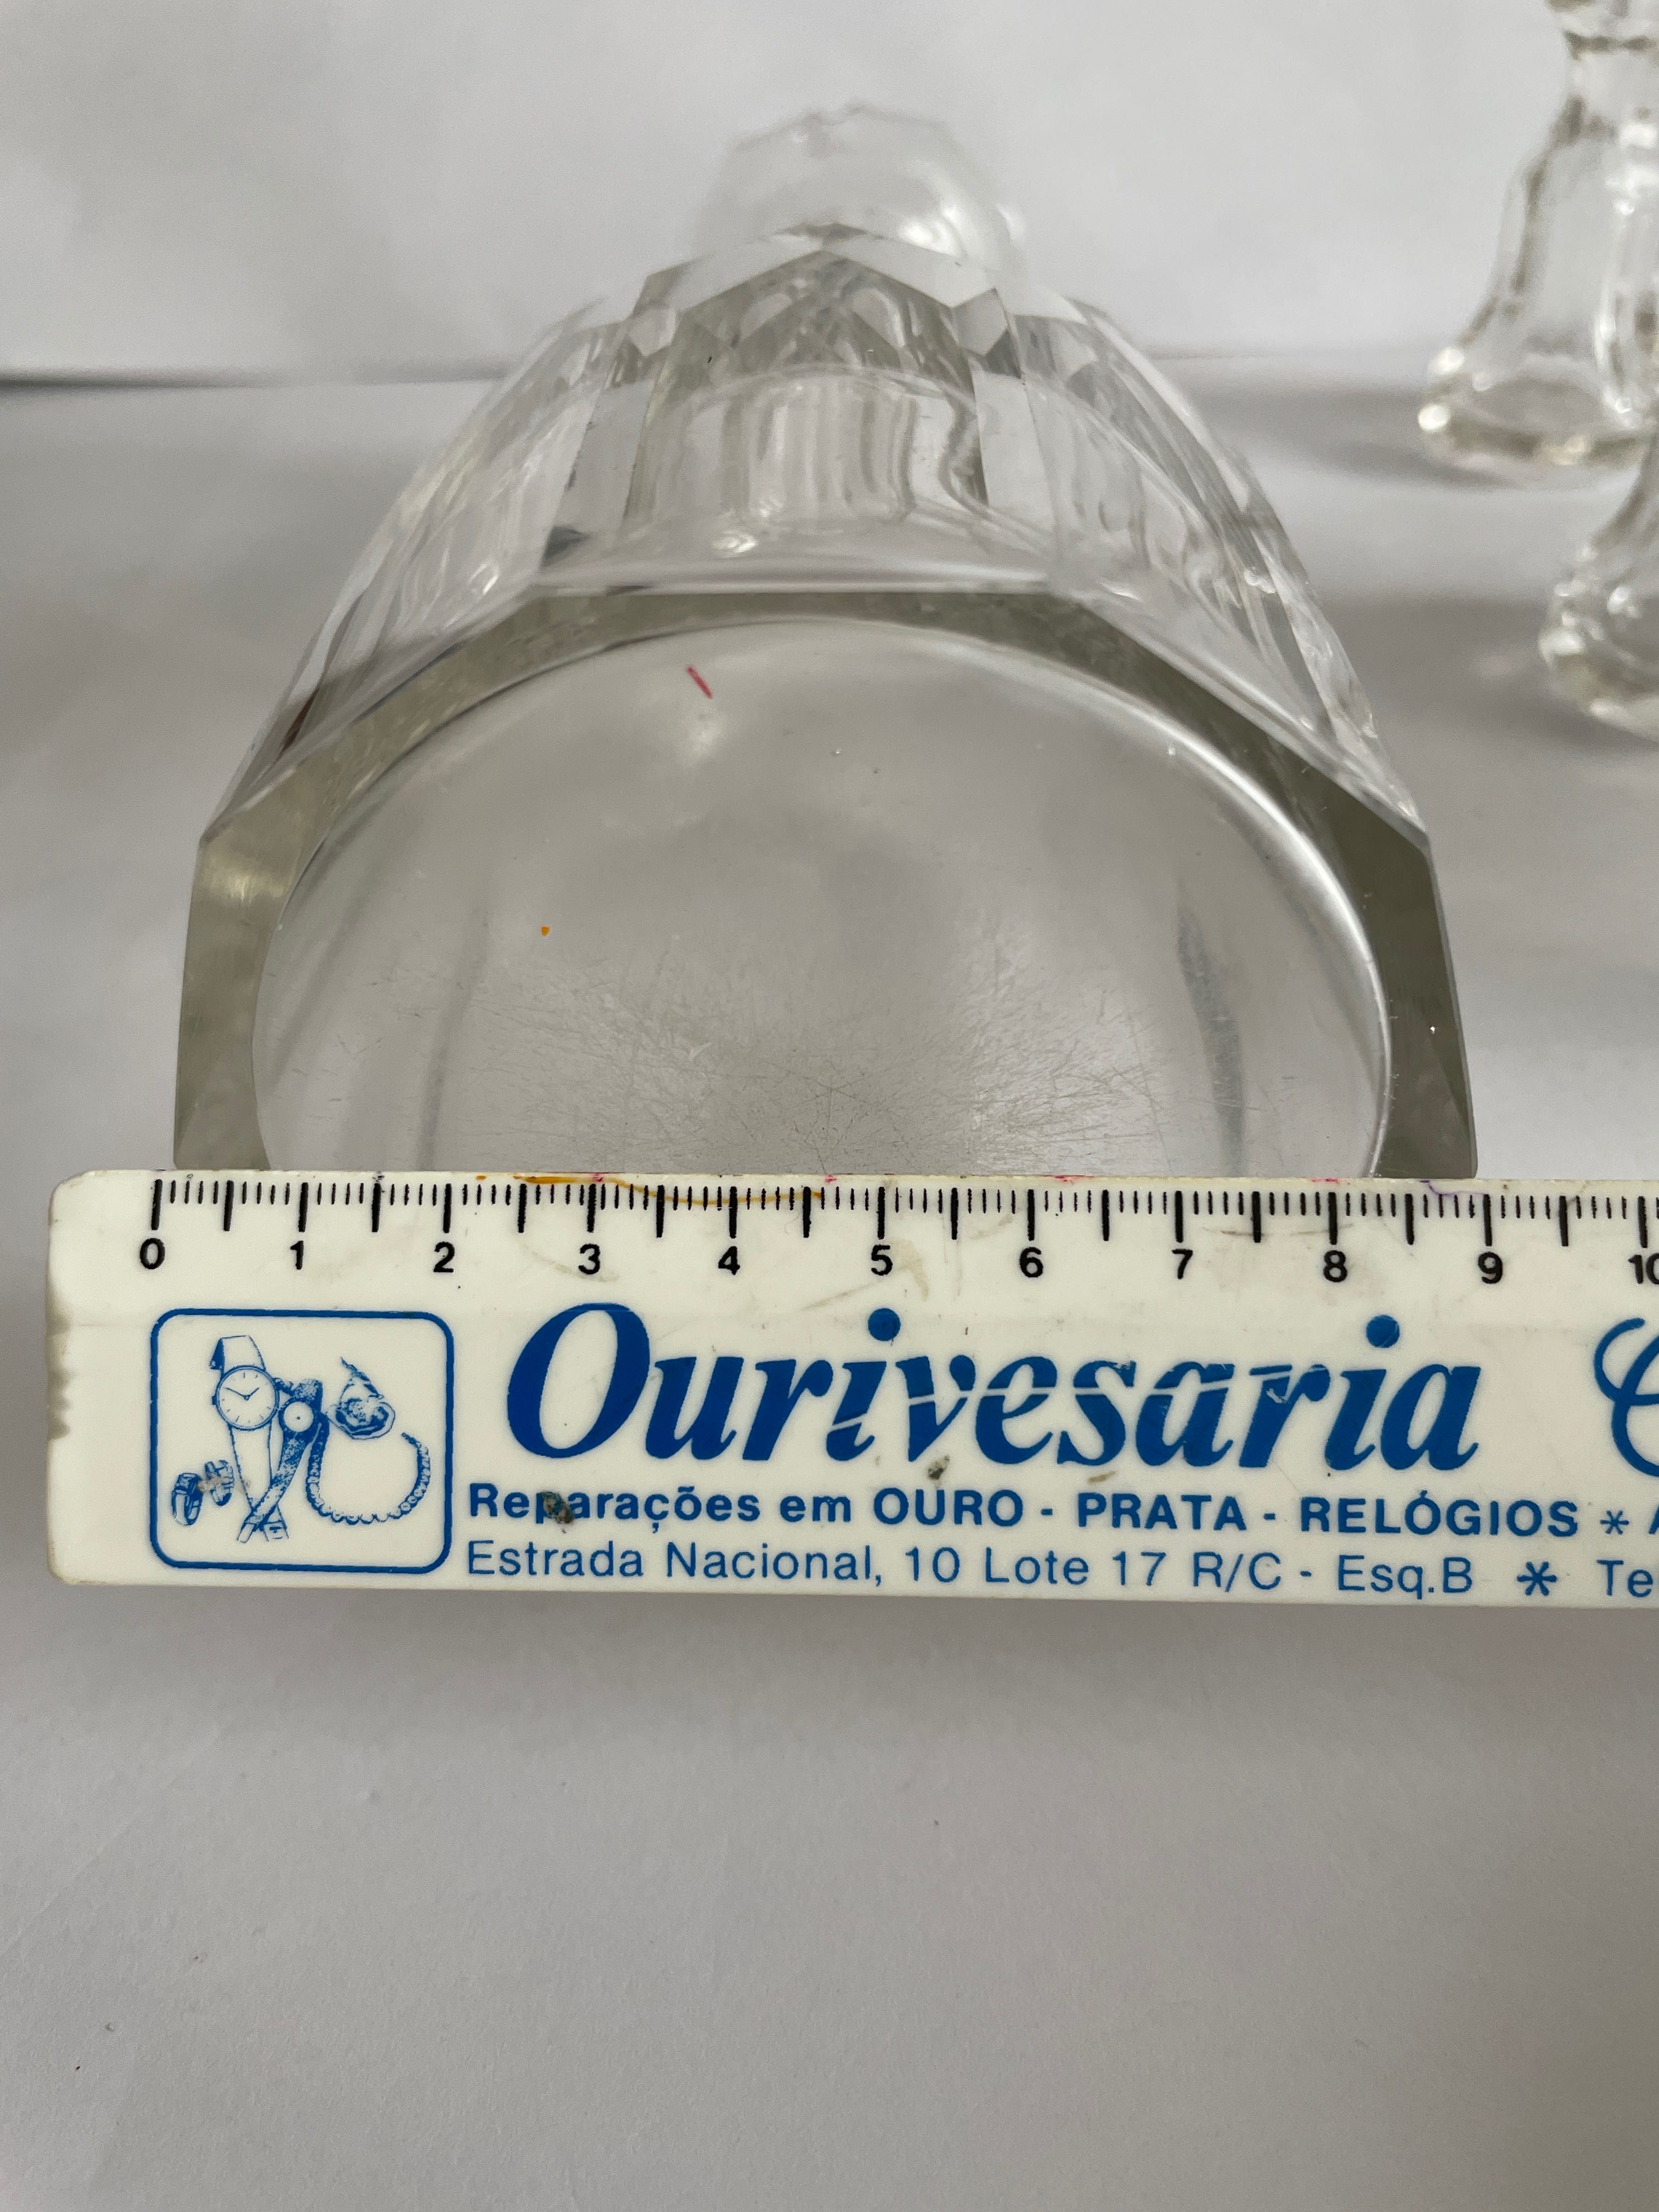 0 1 2 3 4 5 6 7 8 9 10
Ourivesaria
Reparações em OURO - PRATA - RELÓGIOS *
Estrada Nacional, 10 Lote 17 R/C - Esq.B *